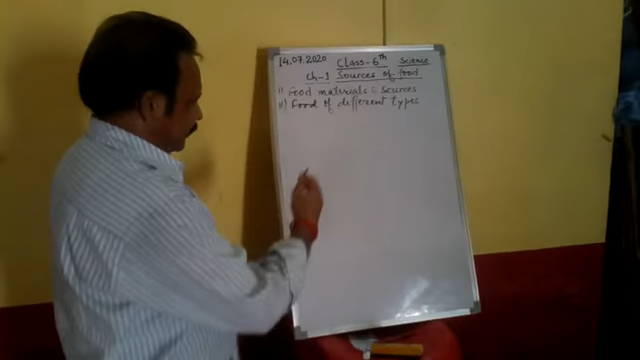 14.07.2020 Class-6th Science
Ch-1 Sources of food
i) Food materials & sources
ii) Food of different types